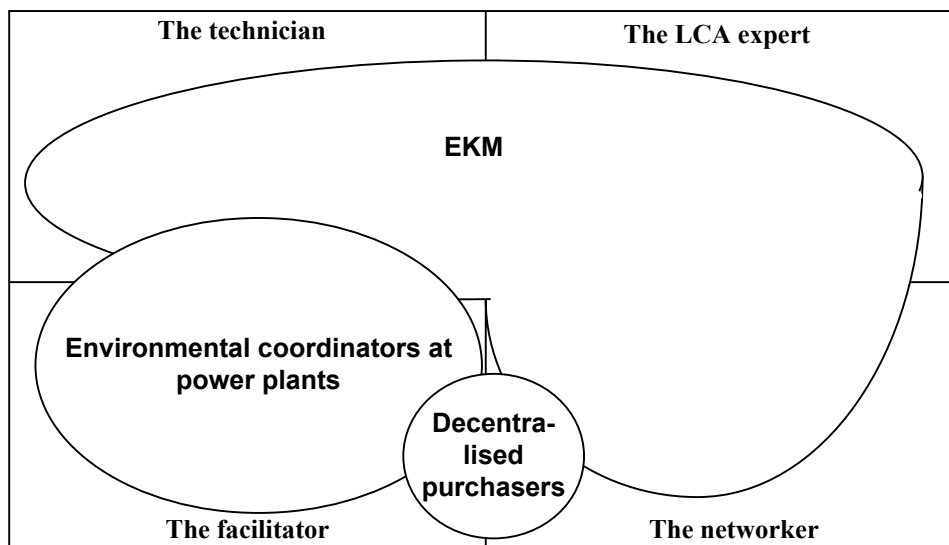 The technician
The LCA expert
EKM
Environmental coordinators at
power plants
Decentra-
lised
purchasers
The facilitator
The networker